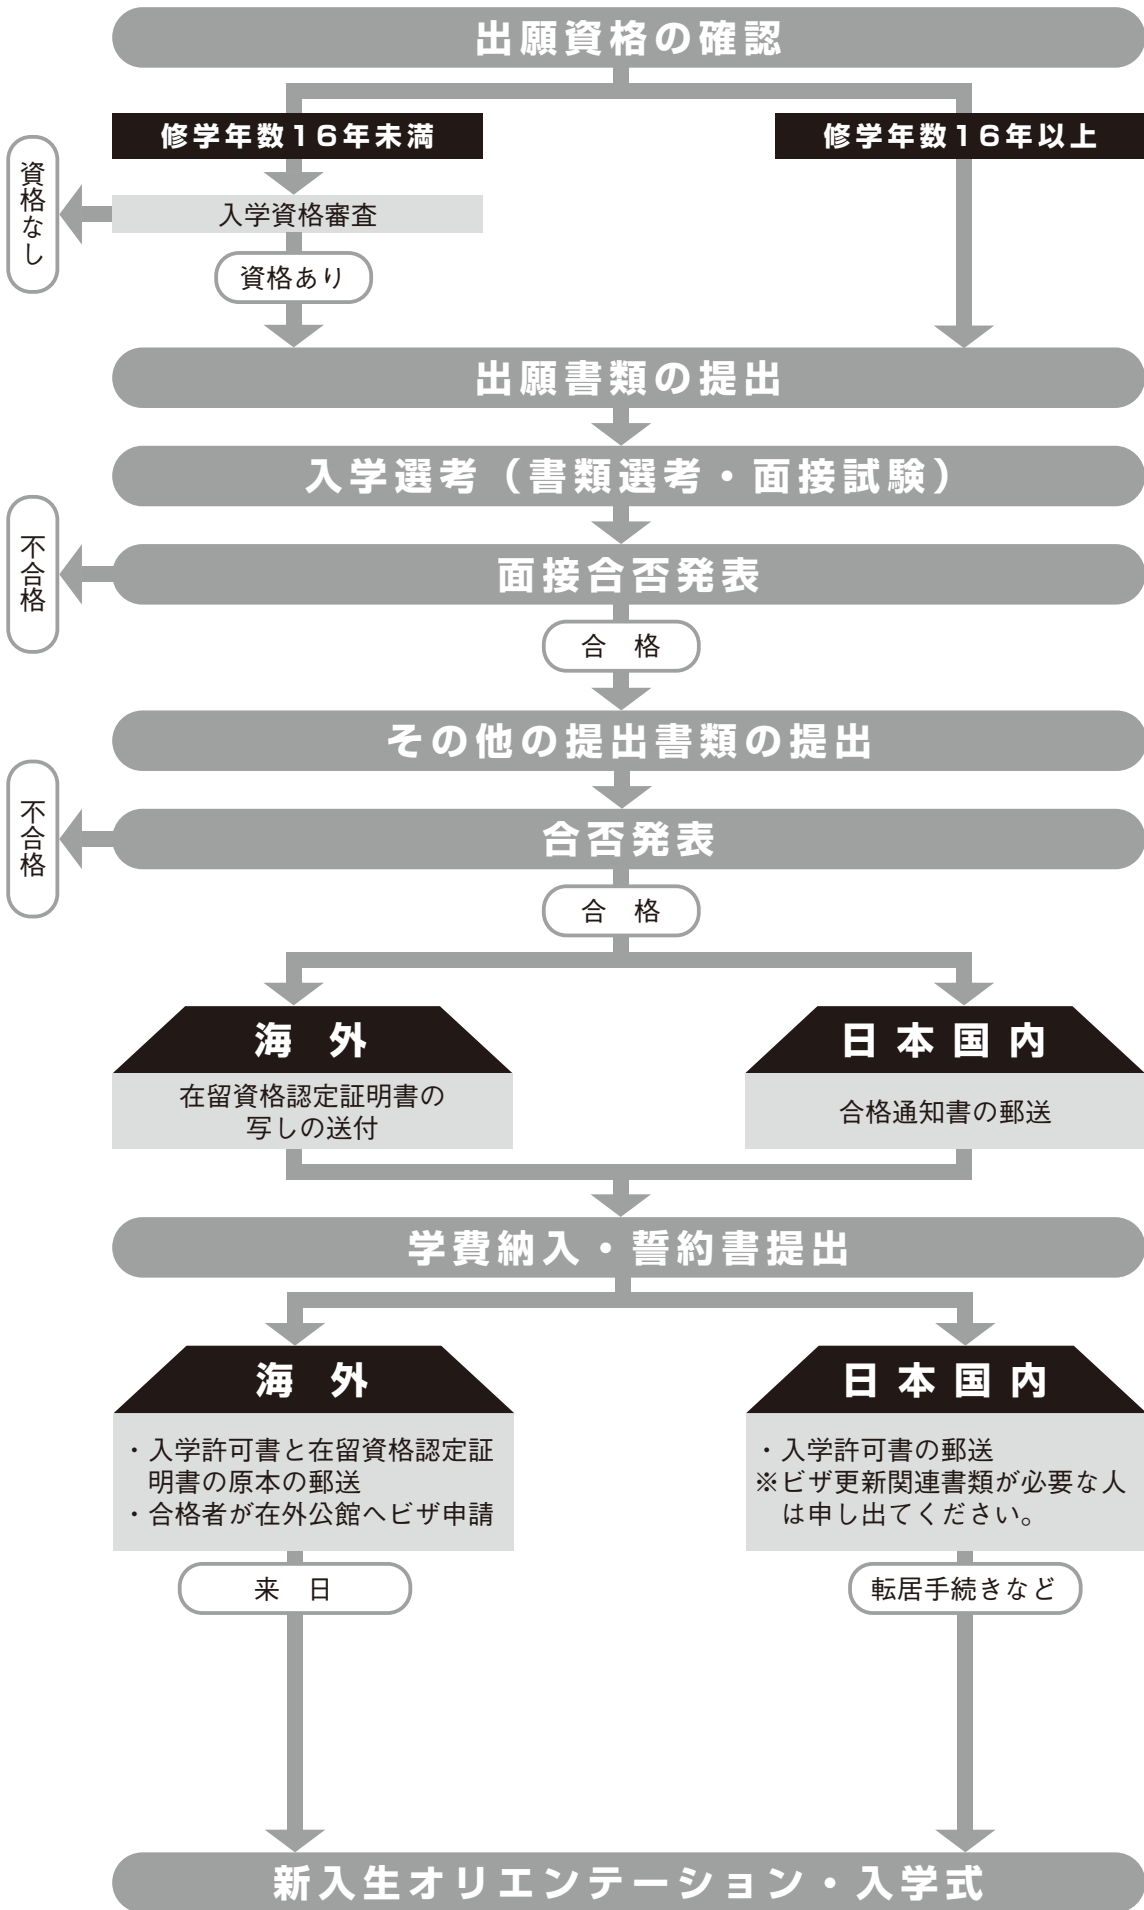 出願資格の確認
修学年数16年未満
修学年数16年以上
資格なし
入学資格審査
資格あり
出願書類の提出
入学選考（書類選考・面接試験）
不合格
面接合否発表
合　格
その他の提出書類の提出
不合格
合否発表
合　格
海　外
在留資格認定証明書の
写しの送付
日本国内
合格通知書の郵送
学費納入・誓約書提出
海　外
・入学許可書と在留資格認定証
明書の原本の郵送
・合格者が在外公館へビザ申請
来　日
日本国内
・入学許可書の郵送
※ビザ更新関連書類が必要な人
は申し出てください。
転居手続きなど
新入生オリエンテーション・入学式